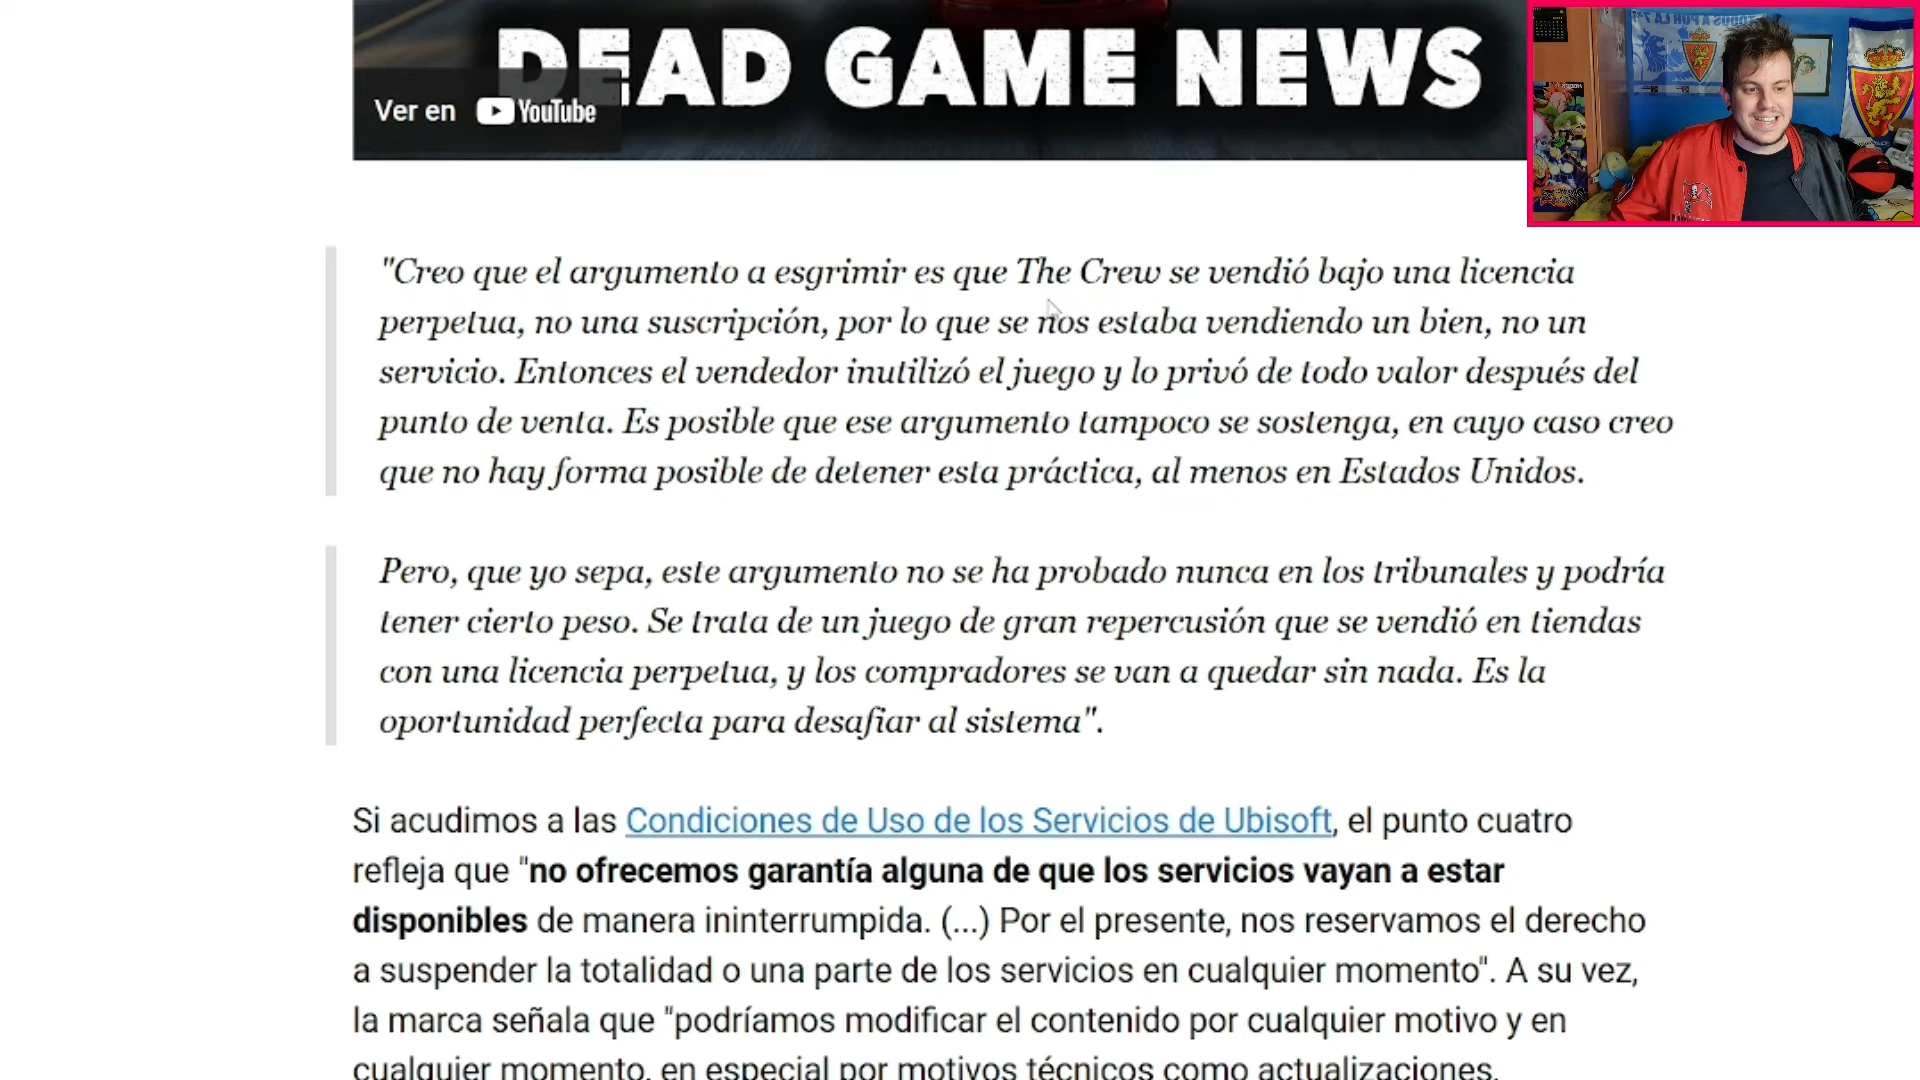 DEAD GAME NEWS
Ver en YouTube
"Creo que el argumento a esgrimir es que The Crew se vendió bajo una licencia
perpetua, no una suscripción, por lo que se nos estaba vendiendo un bien, no un
servicio. Entonces el vendedor inutilizó el juego y lo privó de todo valor después del
punto de venta. Es posible que ese argumento tampoco se sostenga, en cuyo caso creo
que no hay forma posible de detener esta práctica, al menos en Estados Unidos.
Pero, que yo sepa, este argumento no se ha probado nunca en los tribunales y podría
tener cierto peso. Se trata de un juego de gran repercusión que se vendió en tiendas
con una licencia perpetua, y los compradores se van a quedar sin nada. Es la
oportunidad perfecta para desafiar al sistema".
Si acudimos a las Condiciones de Uso de los Servicios de Ubisoft, el punto cuatro
refleja que "no ofrecemos garantía alguna de que los servicios vayan a estar
disponibles de manera ininterrumpida. (...) Por el presente, nos reservamos el derecho
a suspender la totalidad o una parte de los servicios en cualquier momento". A su vez,
la marca señala que "podríamos modificar el contenido por cualquier motivo y en
cualquier momento, en especial por motivos técnicos como actualizaciones,